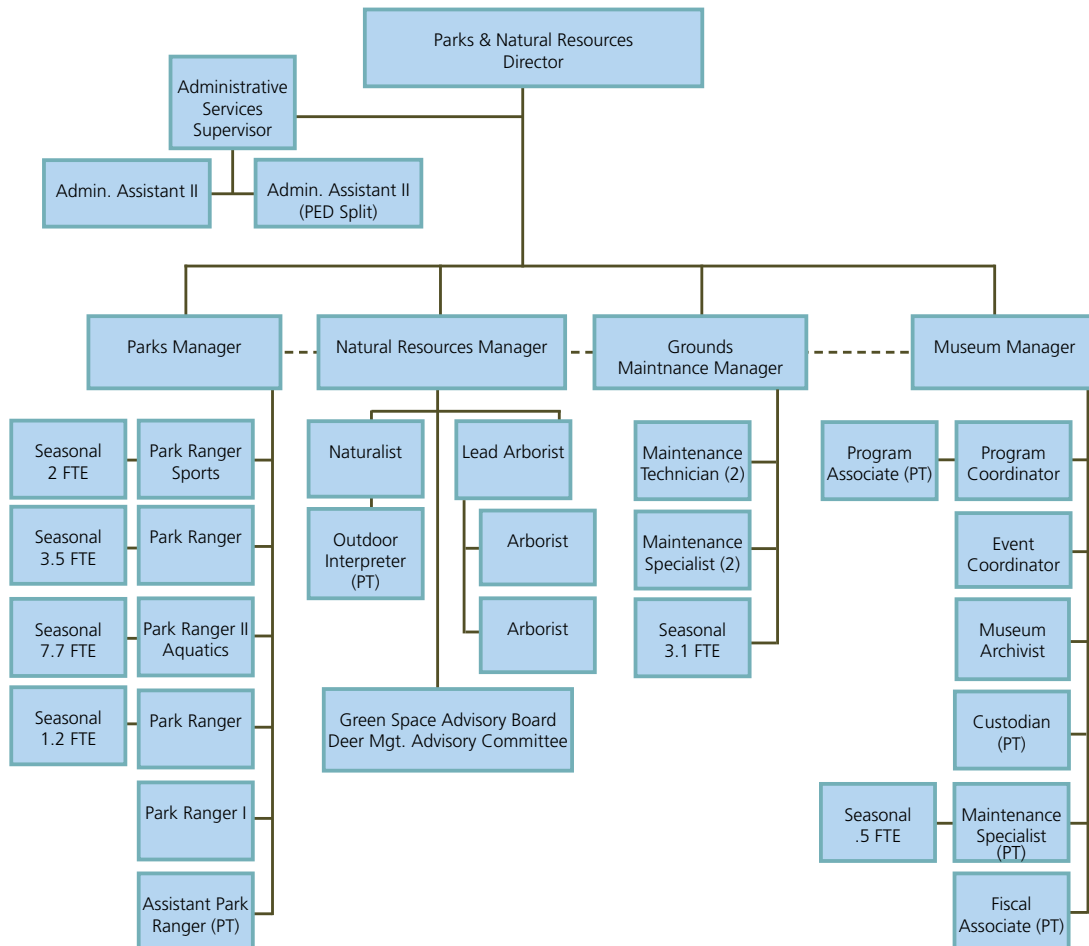 Parks & Natural Resources
Director
Administrative
Services
Supervisor
Admin. Assistant II
Admin. Assistant II
(PED Split)
Parks Manager
Natural Resources Manager
Grounds
Maintnance Manager
Museum Manager
Seasonal
2 FTE
Park Ranger
Sports
Seasonal
3.5 FTE
Park Ranger
Seasonal
7.7 FTE
Park Ranger II
Aquatics
Seasonal
1.2 FTE
Park Ranger
Park Ranger I
Assistant Park
Ranger (PT)
Naturalist
Outdoor
Interpreter
(PT)
Lead Arborist
Arborist
Arborist
Green Space Advisory Board
Deer Mgt. Advisory Committee
Maintenance
Technician (2)
Maintenance
Specialist (2)
Seasonal
3.1 FTE
Program
Associate (PT)
Program
Coordinator
Event
Coordinator
Museum
Archivist
Custodian
(PT)
Seasonal
.5 FTE
Maintenance
Specialist
(PT)
Fiscal
Associate (PT)